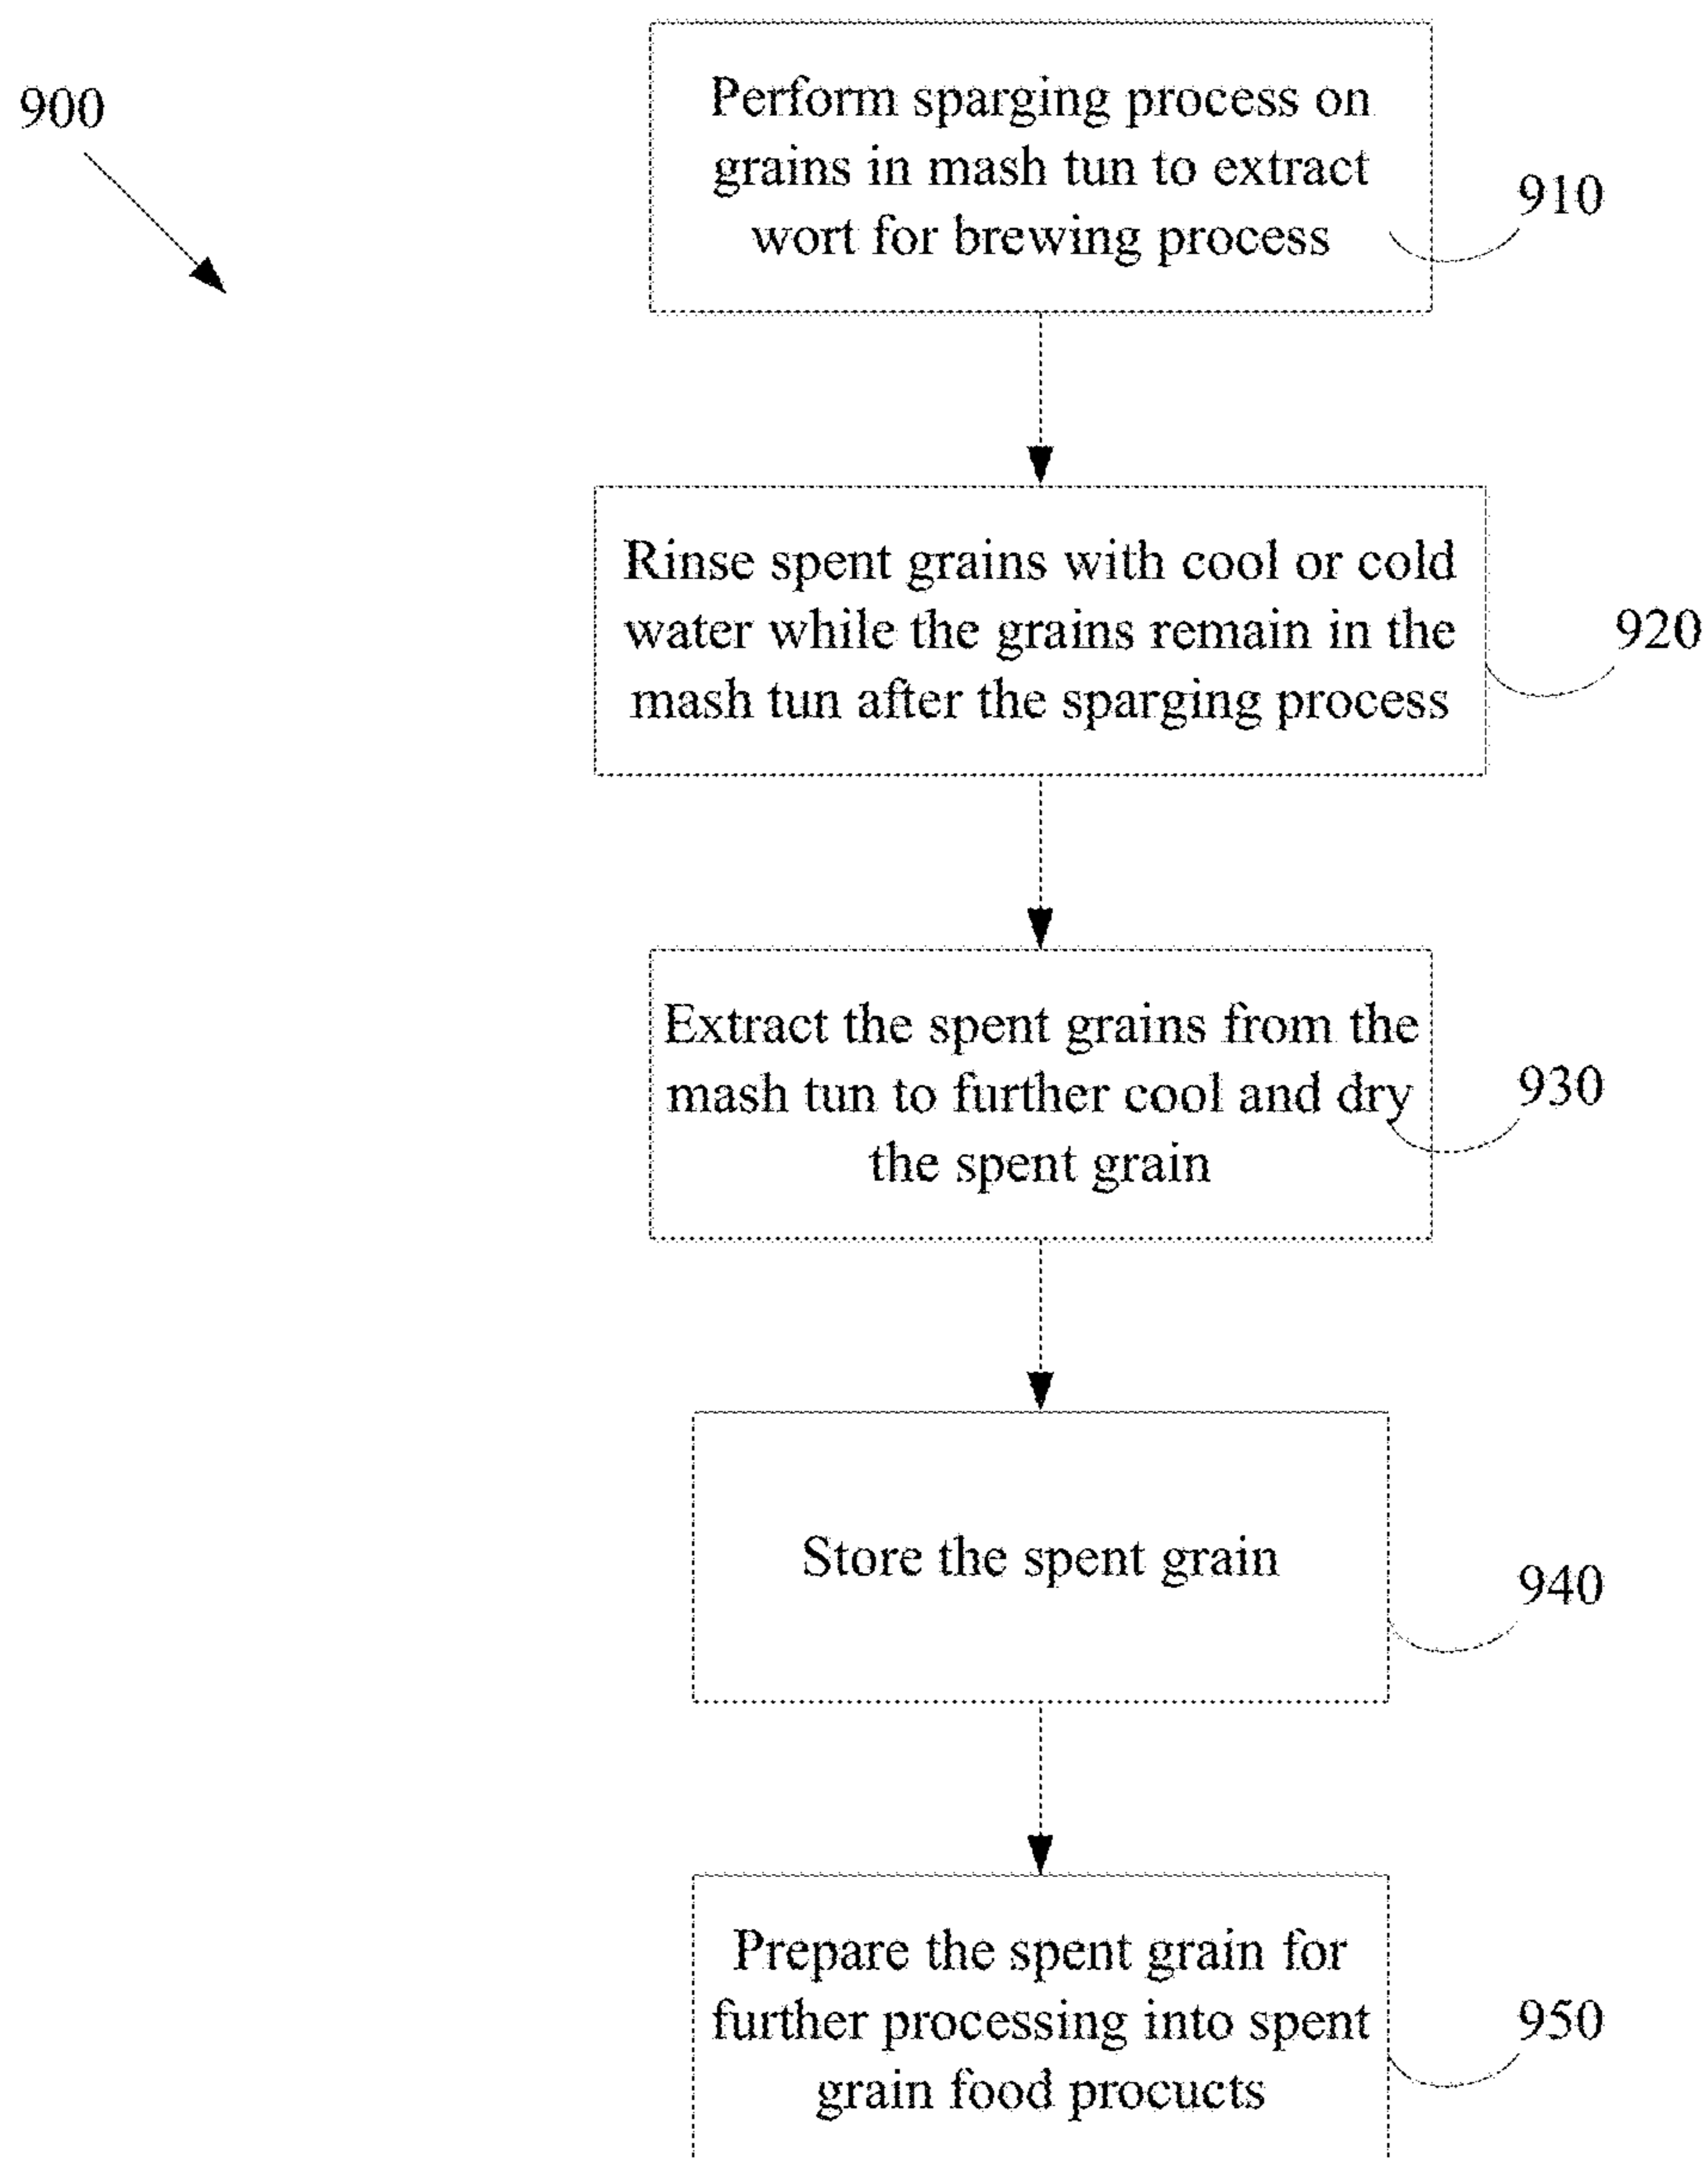 900
Perform sparging process on
grains in mash tun to extract
wort for brewing process
910
Rinse spent grains with cool or cold
water while the grains remain in the
mash tun after the sparging process
920
Extract the spent grains from the
mash tun to further cool and dry
the spent grain
930
Store the spent grain
940
Prepare the spent grain for
further processing into spent
grain food procucts
950